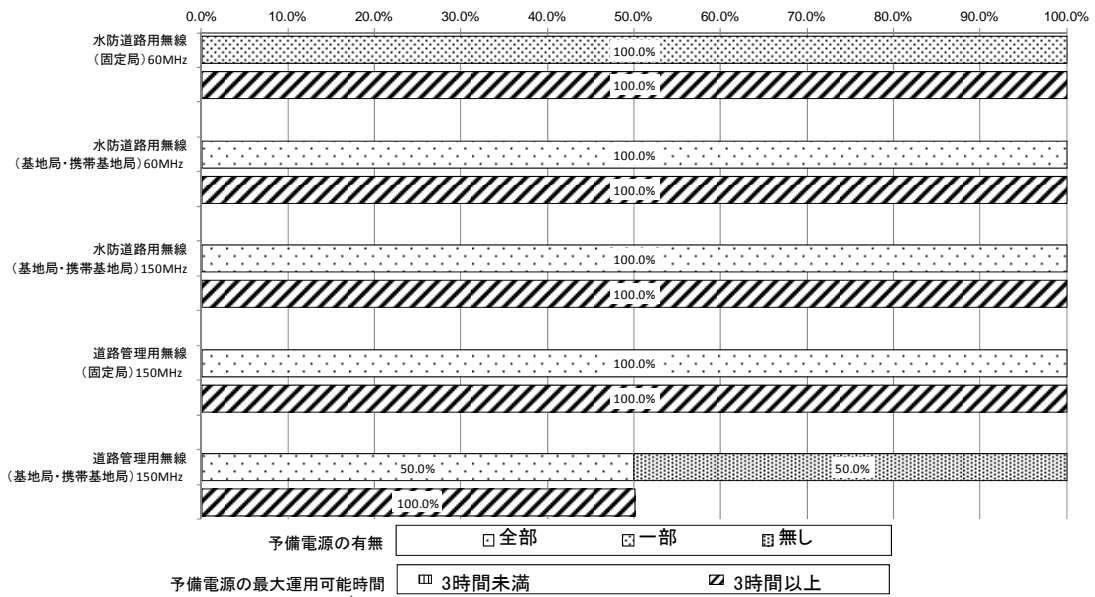 0.0% 10.0% 20.0% 30.0% 40.0% 50.0% 60.0% 70.0% 80.0% 90.0% 100.0%
水防道路用無線
(固定局)60MHz
100.0%
100.0%
水防道路用無線
(基地局・携帯基地局)60MHz
100.0%
100.0%
水防道路用無線
(基地局・携帯基地局)150MHz
100.0%
100.0%
道路管理用無線
(固定局)150MHz
100.0%
100.0%
道路管理用無線
(基地局・携帯基地局)150MHz
50.0% 50.0%
100.0%
予備電源の有無 全部 一部 無し
予備電源の最大運用可能時間 3時間未満 3時間以上